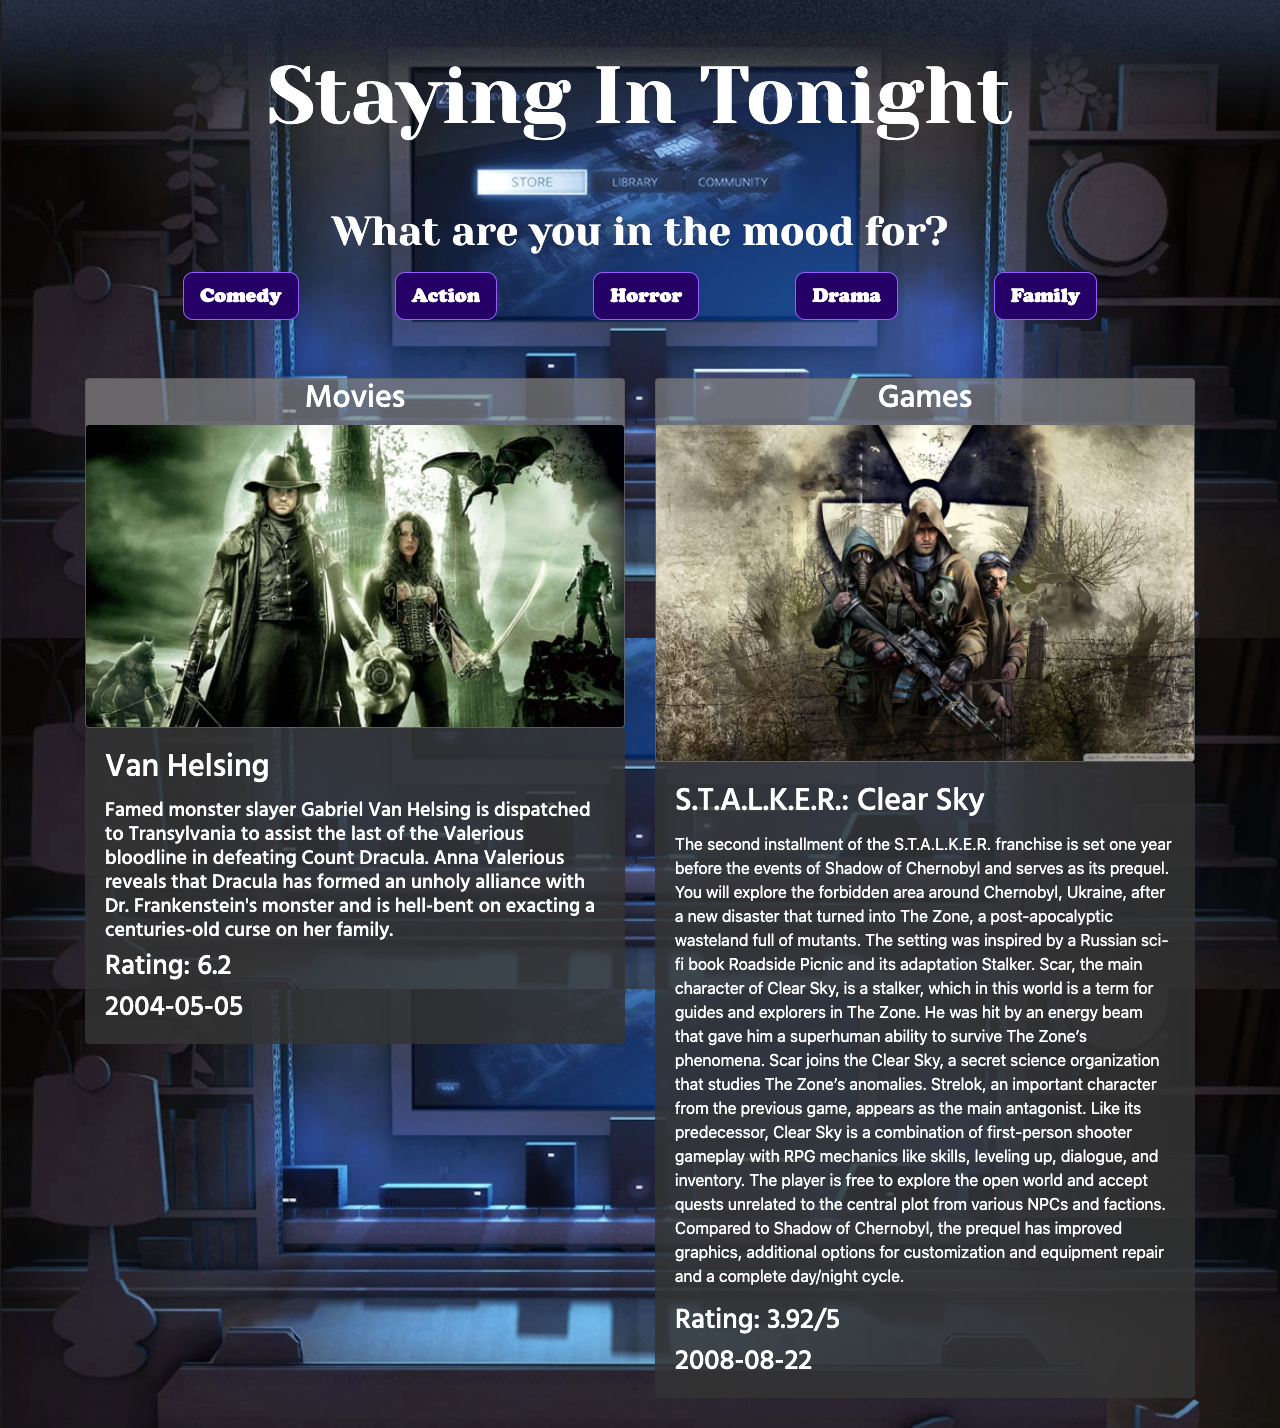 Staying In Tonight
STORE LIBRARY COMMUNITY
What are you in the mood for?
Comedy Action Horror Drama Family
Movies
Van Helsing
Famed monster slayer Gabriel Van Helsing is dispatched
to Transylvania to assist the last of the Valerious
bloodline in defeating Count Dracula. Anna Valerious
reveals that Dracula has formed an unholy alliance with
Dr. Frankenstein's monster and is hell-bent on exacting a
centuries-old curse on her family.
Rating: 6.2
2004-05-05
Games
S.T.A.L.K.E.R.: Clear Sky
The second installment of the S.T.A.L.K.E.R. franchise is set one year
before the events of Shadow of Chernobyl and serves as its prequel.
You will explore the forbidden area around Chernobyl, Ukraine, after
a new disaster that turned into The Zone, a post-apocalyptic
wasteland full of mutants. The setting was inspired by a Russian sci-
fi book Roadside Picnic and its adaptation Stalker. Scar, the main
character of Clear Sky, is a stalker, which in this world is a term for
guides and explorers in The Zone. He was hit by an energy beam
that gave him a superhuman ability to survive The Zone’s
phenomena. Scar joins the Clear Sky, a secret science organization
that studies The Zone’s anomalies. Strelok, an important character
from the previous game, appears as the main antagonist. Like its
predecessor, Clear Sky is a combination of first-person shooter
gameplay with RPG mechanics like skills, leveling up, dialogue, and
inventory. The player is free to explore the open world and accept
quests unrelated to the central plot from various NPCs and factions.
Compared to Shadow of Chernobyl, the prequel has improved
graphics, additional options for customization and equipment repair
and a complete day/night cycle.
Rating: 3.92/5
2008-08-22